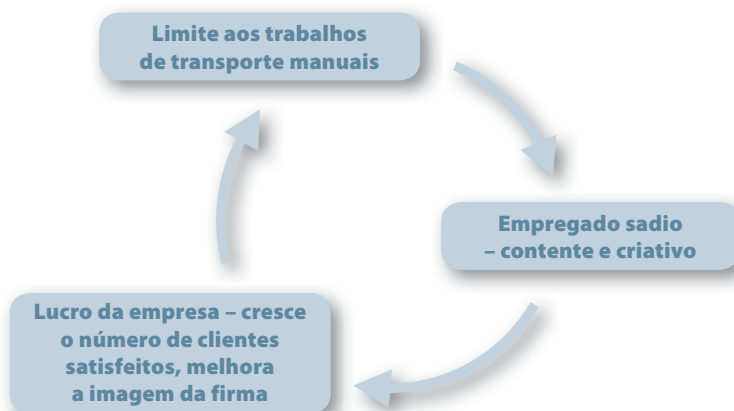 Limite aos trabalhos
de transporte manuais
Empregado sadio
– contente e criativo
Lucro da empresa – cresce
o número de clientes
satisfeitos, melhora
a imagem da firma